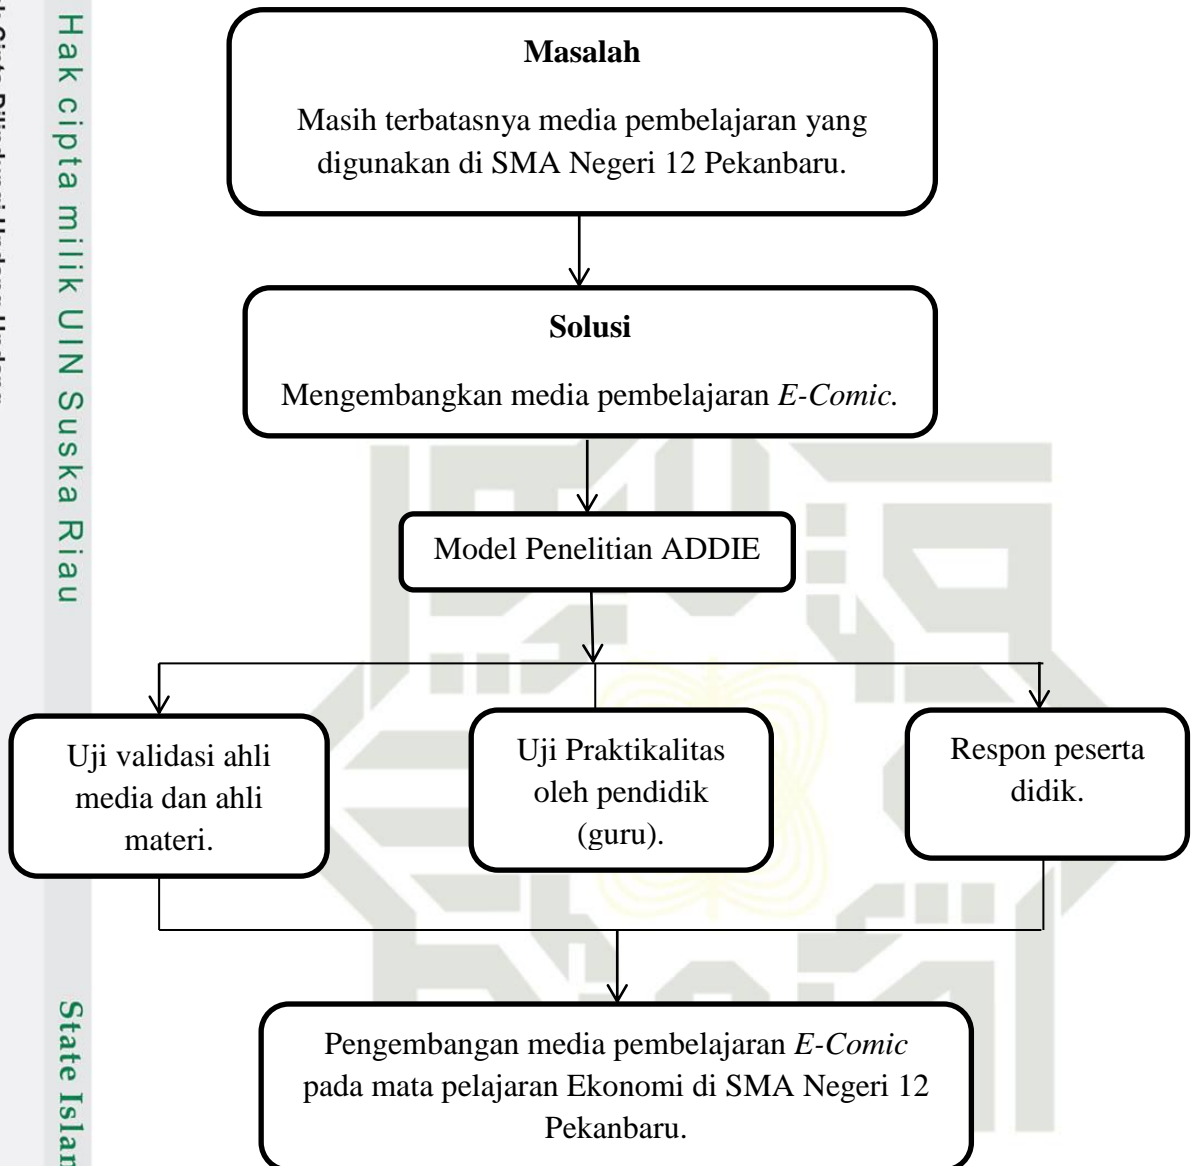 Hak cipta milik UIN Suska Riau
State Islam
Masalah
Masih terbatasnya media pembelajaran yang
digunakan di SMA Negeri 12 Pekanbaru.
Solusi
Mengembangkan media pembelajaran E-Comic.
Model Penelitian ADDIE
Uji validasi ahli
media dan ahli
materi.
Uji Praktikalitas
oleh pendidik
(guru).
Respon peserta
didik.
Pengembangan media pembelajaran E-Comic
pada mata pelajaran Ekonomi di SMA Negeri 12
Pekanbaru.